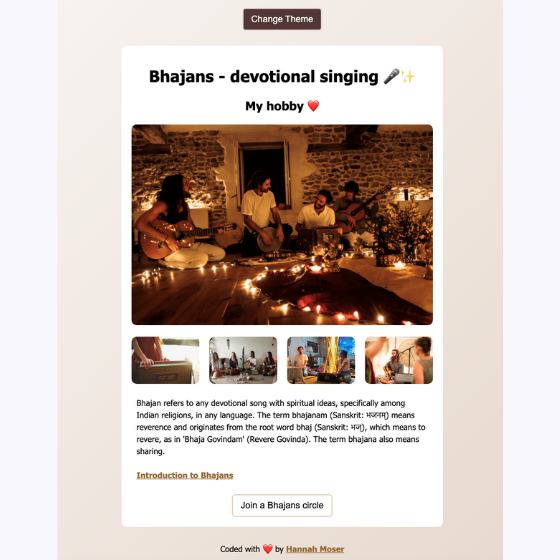 Change Theme
Bhajans - devotional singing 🎤✨
My hobby ❤️
Bhajan refers to any devotional song with spiritual ideas, specifically among
Indian religions, in any language. The term bhajanam (Sanskrit: भजनम्) means
reverence and originates from the root word bhaj (Sanskrit: भज्), which means to
revere, as in 'Bhaja Govindam' (Revere Govinda). The term bhajana also means
sharing.
Introduction to Bhajans
Join a Bhajans circle
Coded with ❤️ by Hannah Moser